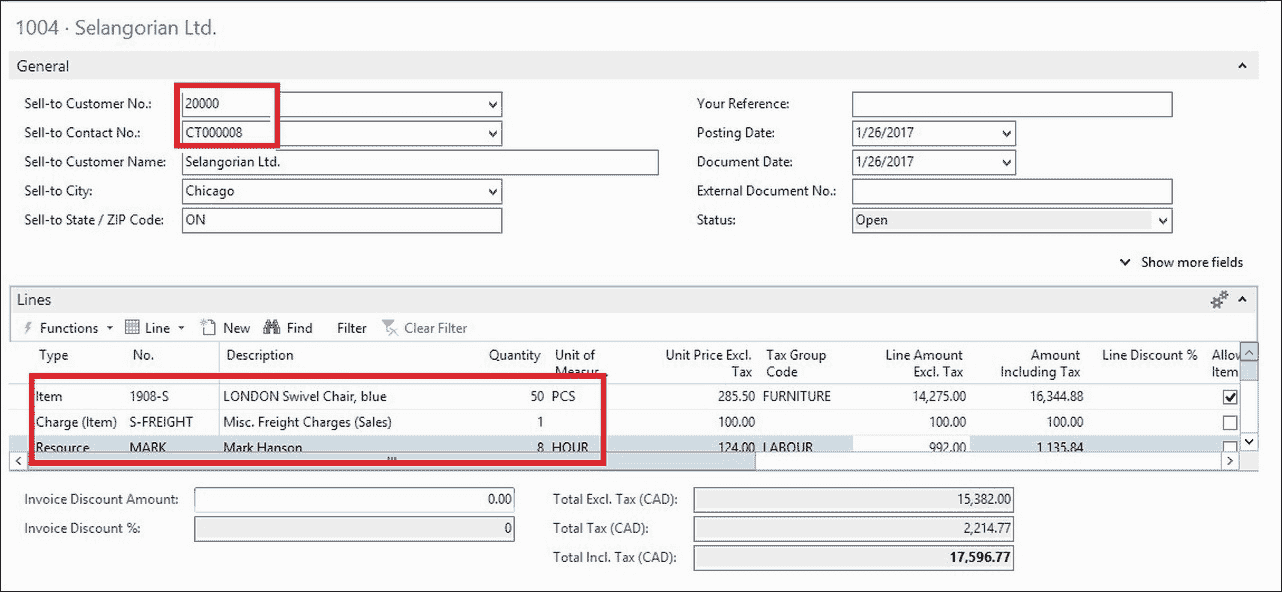 1004 · Selangorian Ltd.
General
Sell-to Customer No.: 20000
Your Reference:
Sell-to Contact No.: CT000008
Posting Date: 1/26/2017
Sell-to Customer Name: Selangorian Ltd.
Document Date: 1/26/2017
Sell-to City: Chicago
External Document No.:
Sell-to State / ZIP Code: ON
Status: Open
Show more fields
Lines
Functions Line New Find Filter Clear Filter
Type No. Description Quantity Unit of Measur... Unit Price Excl. Tax Tax Group Code Line Amount Excl. Tax Amount Including Tax Line Discount % Allow Item
Item 1908-S LONDON Swivel Chair, blue 50 PCS 285.50 FURNITURE 14,275.00 16,344.88
Charge (Item) S-FREIGHT Misc. Freight Charges (Sales) 1 100.00 100.00 100.00
Resource MARK Mark Hanson 8 HOUR 124.00 LABOUR 992.00 1,135.84
Invoice Discount Amount: 0.00
Total Excl. Tax (CAD): 15,382.00
Invoice Discount %: 0
Total Tax (CAD): 2,214.77
Total Incl. Tax (CAD): 17,596.77